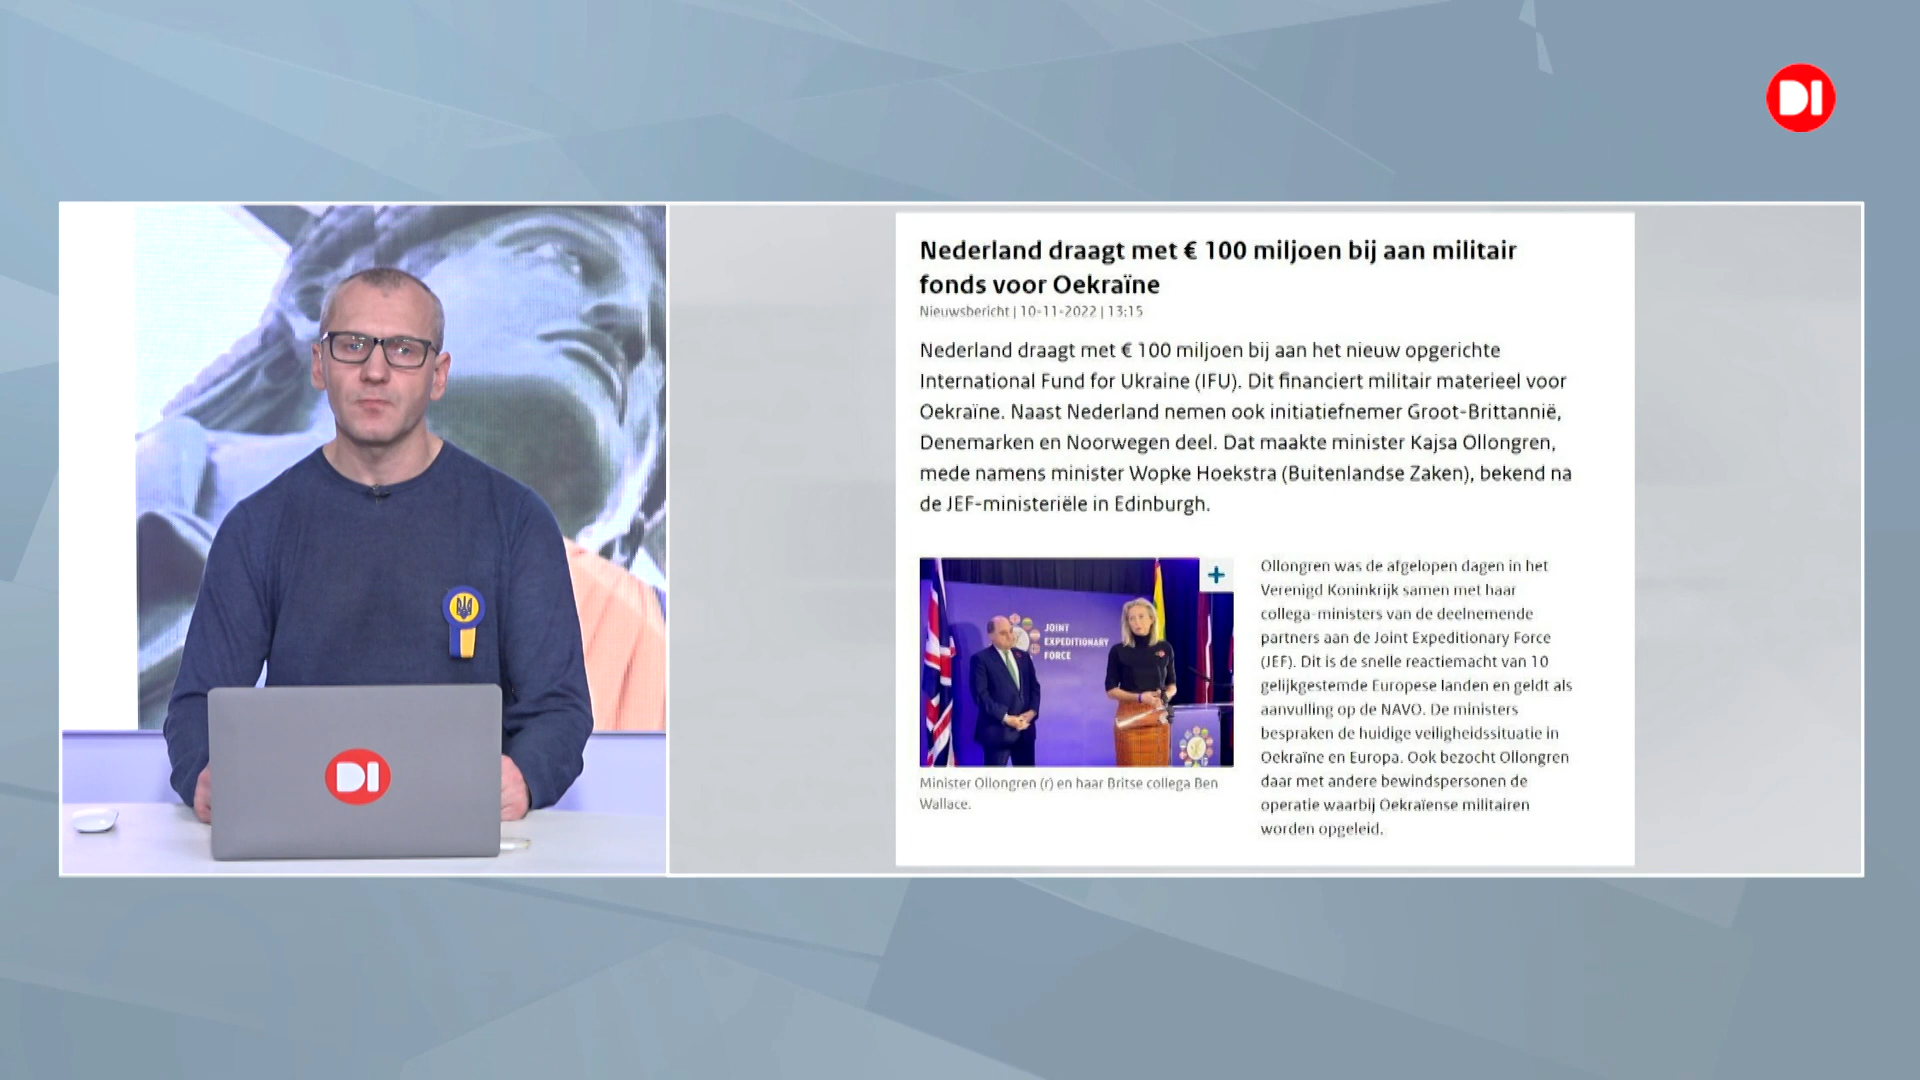 DI
Nederland draagt met € 100 miljoen bij aan militair
fonds voor Oekraïne
Nieuwsbericht | 10-11-2022 | 13:15
Nederland draagt met € 100 miljoen bij aan het nieuw opgerichte
International Fund for Ukraine (IFU). Dit financiert militair materieel voor
Oekraïne. Naast Nederland nemen ook initiatiefnemer Groot-Brittannië,
Denemarken en Noorwegen deel. Dat maakte minister Kajsa Ollongren,
mede namens minister Wopke Hoekstra (Buitenlandse Zaken), bekend na
de JEF-ministeriële in Edinburgh.
JOINT
EXPEDITIONARY
FORCE
Minister Ollongren (r) en haar Britse collega Ben
Wallace.
Ollongren was de afgelopen dagen in het
Verenigd Koninkrijk samen met haar
collega-ministers van de deelnemende
partners aan de Joint Expeditionary Force
(JEF). Dit is de snelle reactiemacht van 10
gelijkgestemde Europese landen en geldt als
aanvulling op de NAVO. De ministers
bespraken de huidige veiligheidssituatie in
Oekraïne en Europa. Ook bezocht Ollongren
daar met andere bewindspersonen de
operatie waarbij Oekraïense militairen
worden opgeleid.
DI